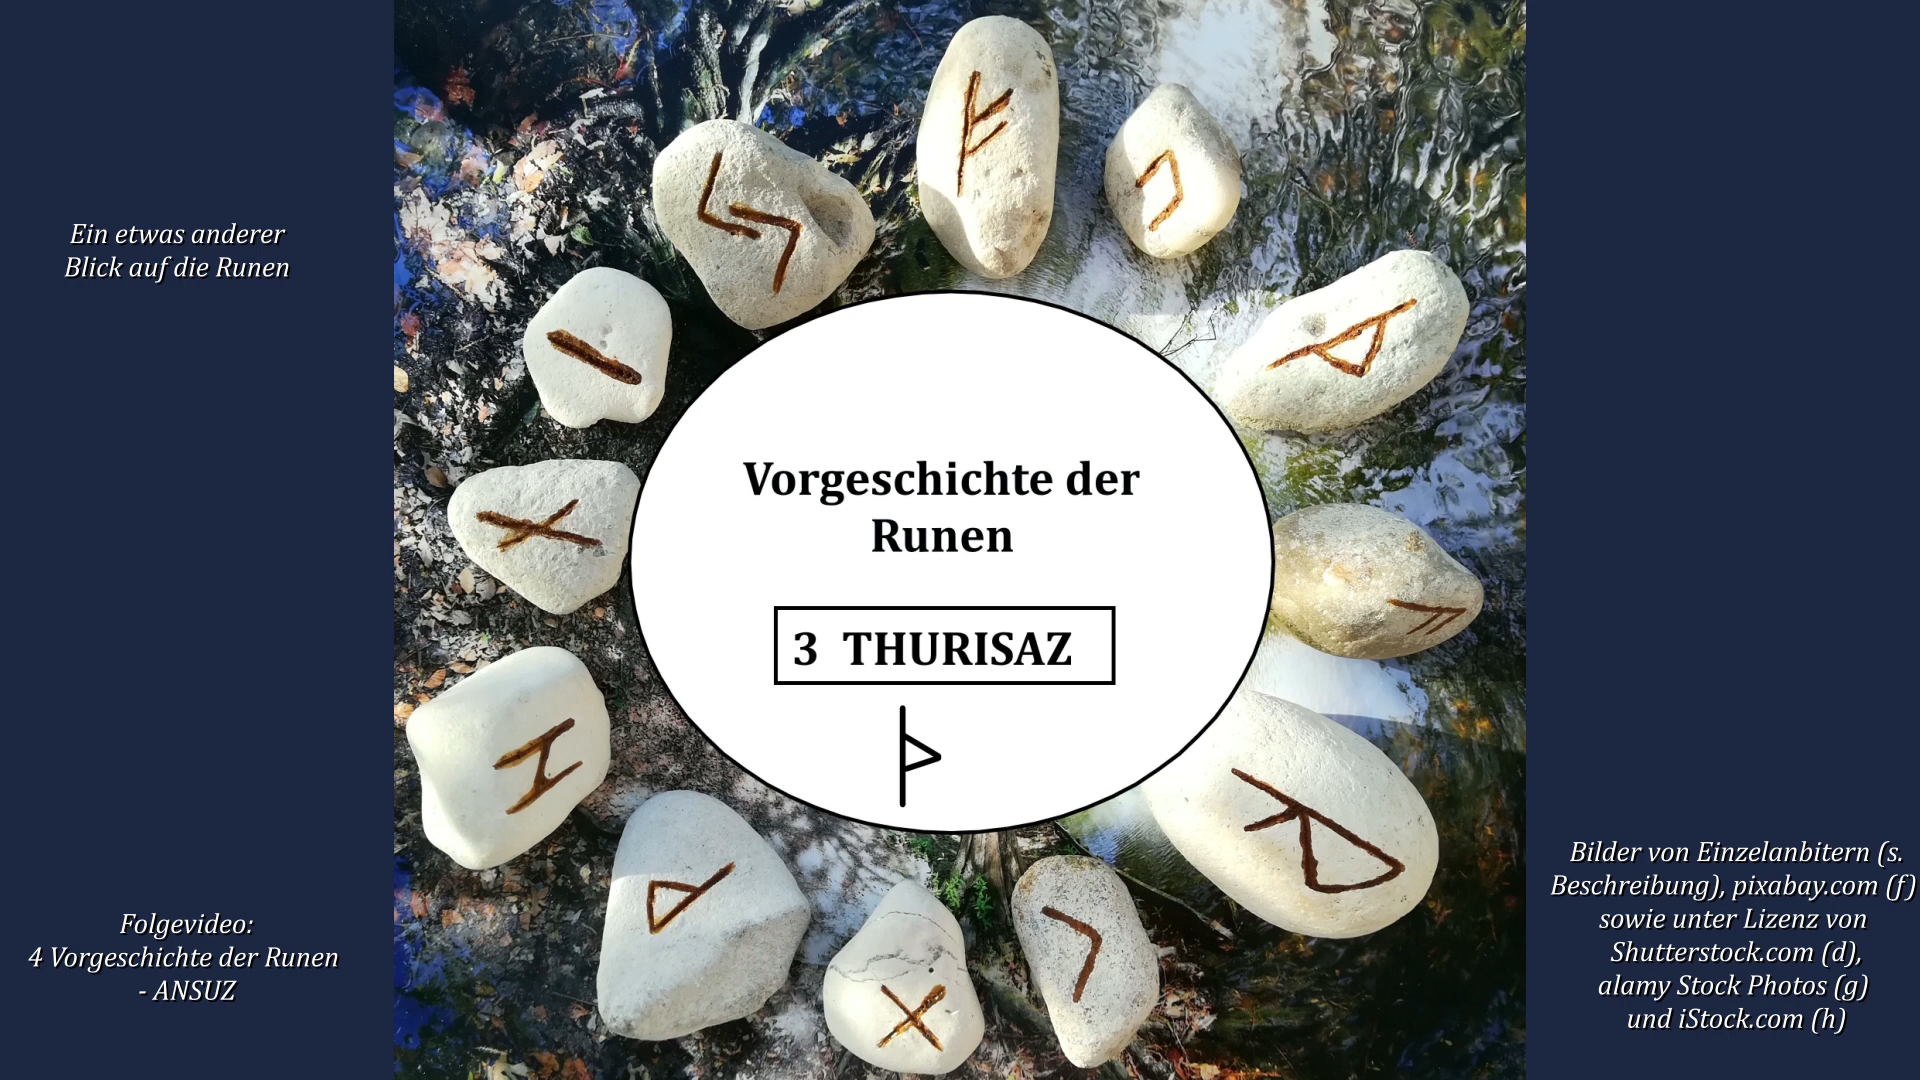 Ein etwas anderer
Blick auf die Runen
Vorgeschichte der
Runen
3 THURISAZ
ᚦ
Folgevideo:
4 Vorgeschichte der Runen
- ANSUZ
Bilder von Einzelanbitern (s.
Beschreibung), pixabay.com (f)
sowie unter Lizenz von
Shutterstock.com (d),
alamy Stock Photos (g)
und iStock.com (h)
ᚠ
ᚢ
ᚦ
ᚨ
ᚱ
ᚲ
ᚷ
ᚹ
ᚺ
ᚾ
ᛁ
ᛃ